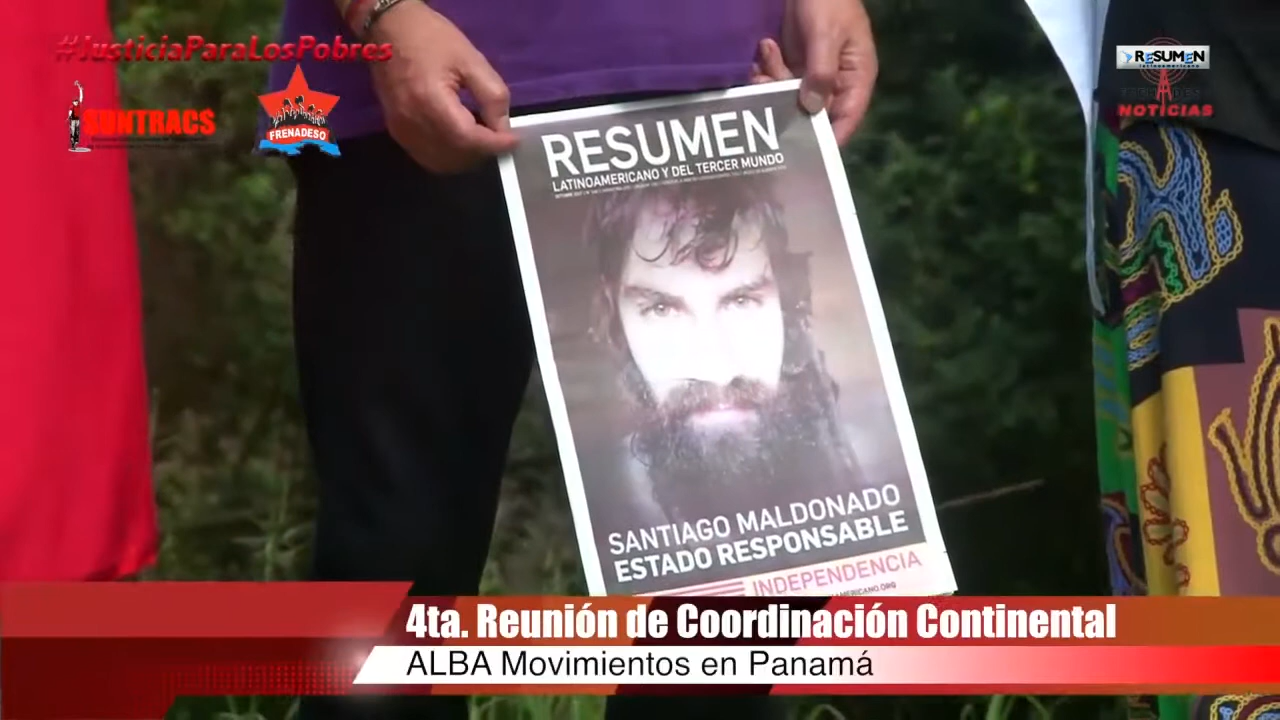 #JusticiaParaLosPobres
SUNTRACS
FRENADESO
RESUMEN
latinoamericano
NOTICIAS
RESUMEN
LATINOAMERICANO Y DEL TERCER MUNDO
SANTIAGO MALDONADO
ESTADO RESPONSABLE
INDEPENDENCIA
4ta. Reunión de Coordinación Continental
ALBA Movimientos en Panamá